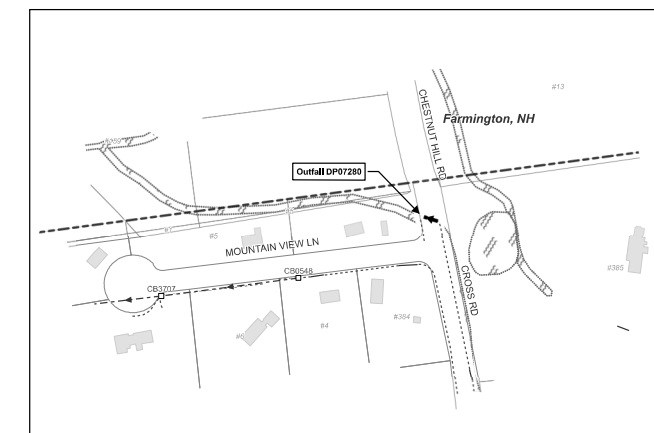 #13
CHESTNUT HILL RD
Farmington, NH
Outfall DP07280
#5
MOUNTAIN VIEW LN
CROSS RD
#385
CB0548
CB3707
#4
#384